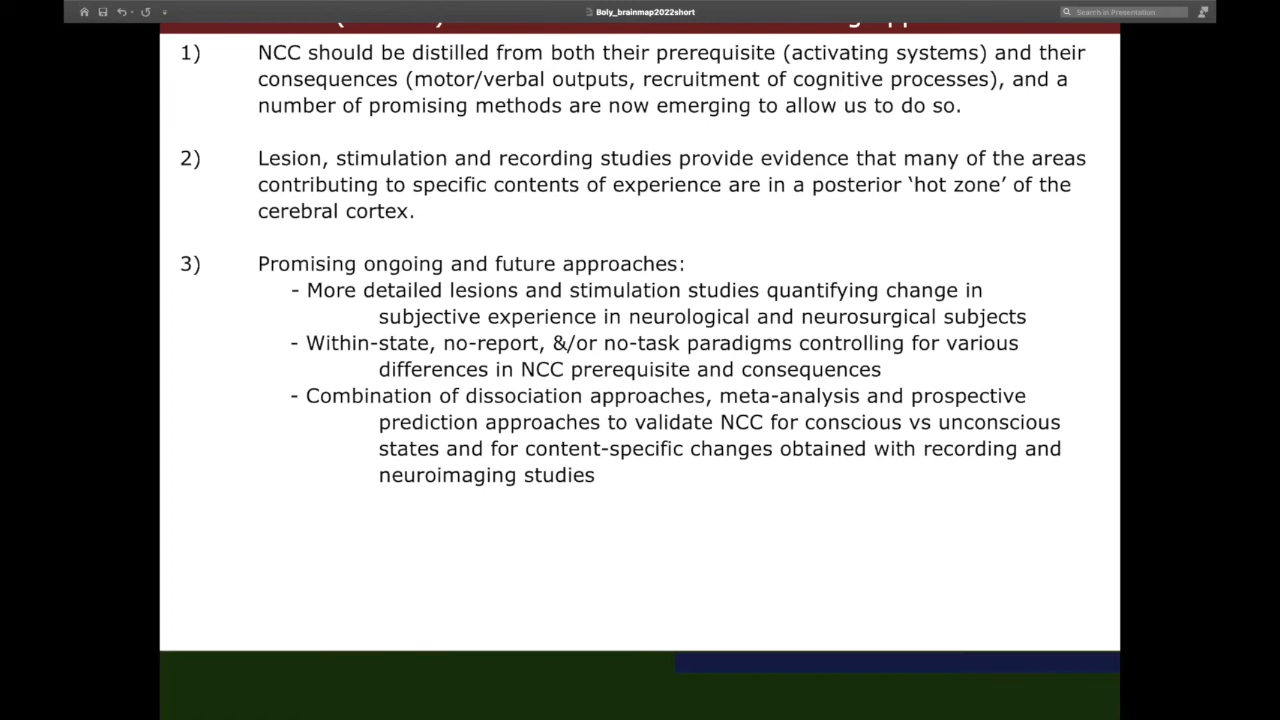 Boly_brainmap2022short
Search in Presentation
1) NCC should be distilled from both their prerequisite (activating systems) and their
consequences (motor/verbal outputs, recruitment of cognitive processes), and a
number of promising methods are now emerging to allow us to do so.
2) Lesion, stimulation and recording studies provide evidence that many of the areas
contributing to specific contents of experience are in a posterior ‘hot zone’ of the
cerebral cortex.
3) Promising ongoing and future approaches:
- More detailed lesions and stimulation studies quantifying change in
subjective experience in neurological and neurosurgical subjects
- Within-state, no-report, &/or no-task paradigms controlling for various
differences in NCC prerequisite and consequences
- Combination of dissociation approaches, meta-analysis and prospective
prediction approaches to validate NCC for conscious vs unconscious
states and for content-specific changes obtained with recording and
neuroimaging studies